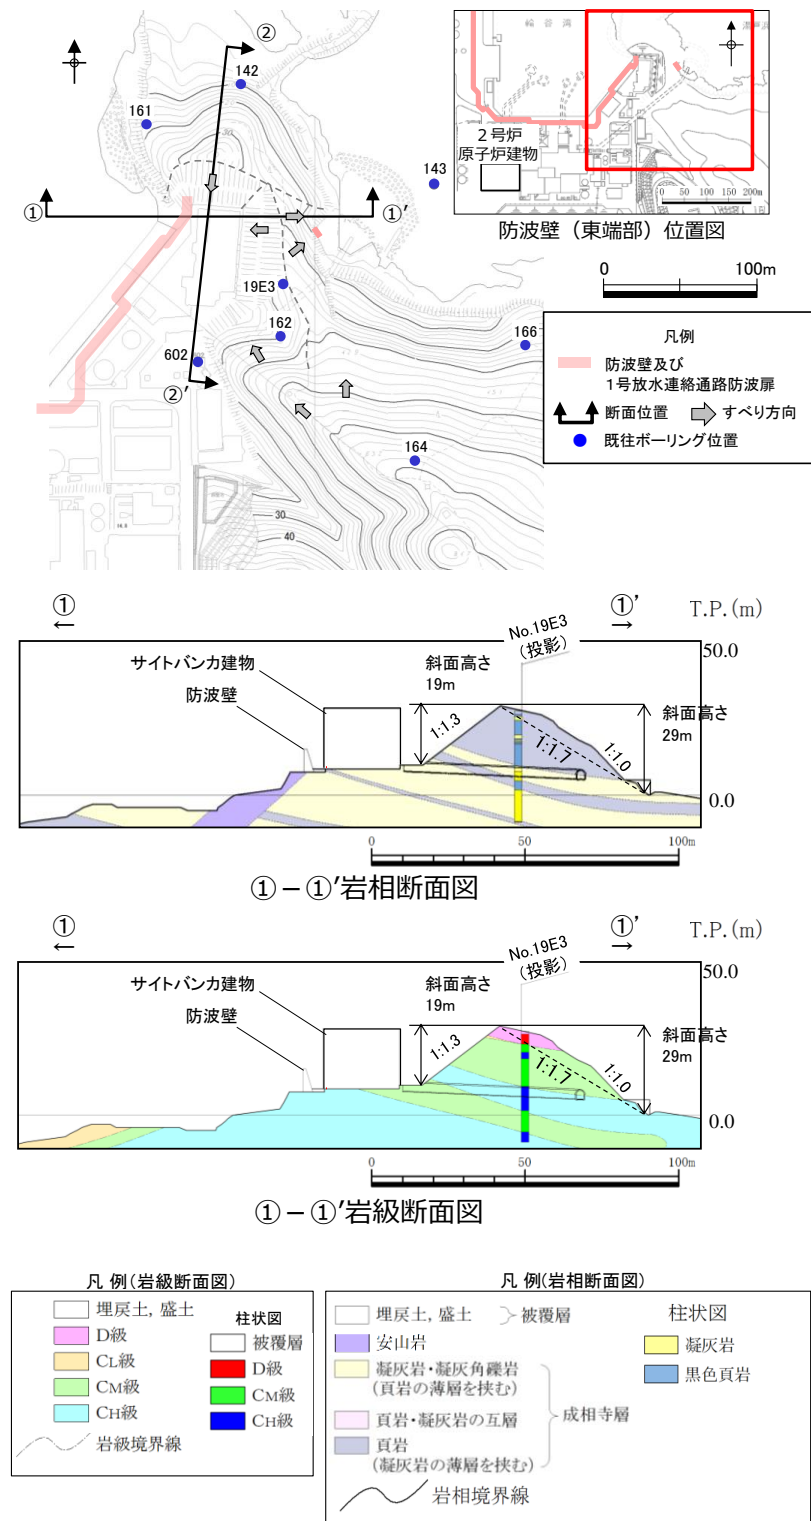 ②
142
161
143
①
①′
19E3
162
602
②′
166
164
30
40
輪谷湾
2号炉
原子炉建物
0 50 100 150 200m
防波壁（東端部）位置図
0 100m
凡例
防波壁及び
1号放水連絡通路防波扉
断面位置 すべり方向
既往ボーリング位置
① ①’ T.P.(m)
No.19E3
（投影）
50.0
サイトバンカ建物
防波壁
斜面高さ
19m
1:1.3
1:1.7
1:1.0
斜面高さ
29m
0.0
0 50 100m
①－①′岩相断面図
① ①’ T.P.(m)
No.19E3
（投影）
50.0
サイトバンカ建物
防波壁
斜面高さ
19m
1:1.3
1:1.7
1:1.0
斜面高さ
29m
0.0
0 50 100m
①－①′岩級断面図
凡 例(岩級断面図)
埋戻土, 盛土
D級
CL級
CM級
CH級
岩級境界線
柱状図
被覆層
D級
CM級
CH級
凡 例(岩相断面図)
埋戻土, 盛土 被覆層
安山岩
凝灰岩・凝灰角礫岩
(頁岩の薄層を挟む)
頁岩・凝灰岩の互層
頁岩
(凝灰岩の薄層を挟む)
成相寺層
岩相境界線
柱状図
凝灰岩
黒色頁岩